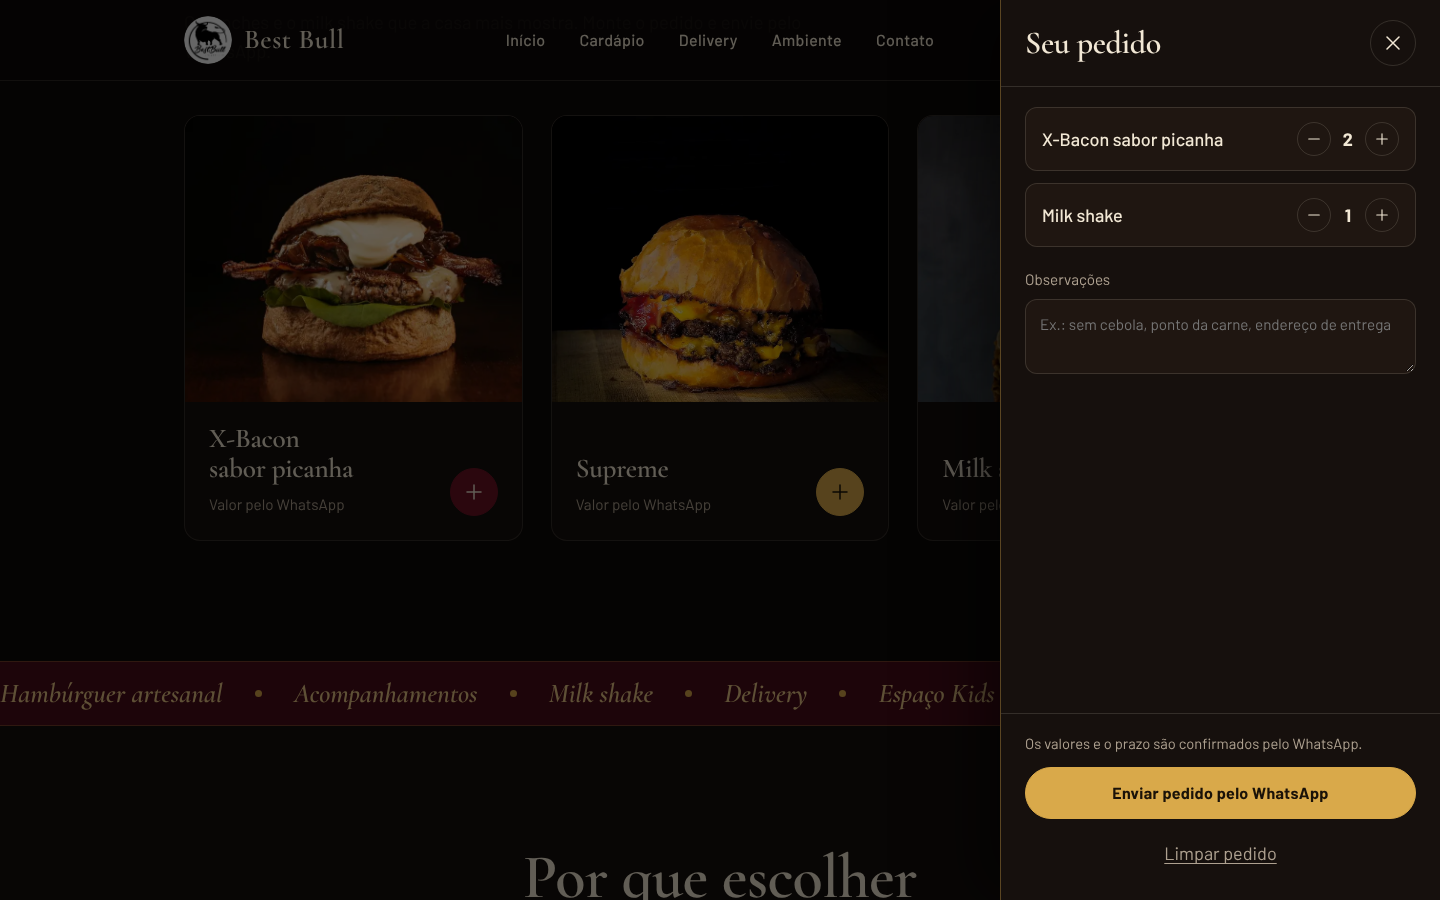 Best Bull
Início
Cardápio
Delivery
Ambiente
Contato
X-Bacon
sabor picanha
Valor pelo WhatsApp
Supreme
Valor pelo WhatsApp
Milk
Valor
Hambúrguer artesanal • Acompanhamentos • Milk shake • Delivery • Espaço Kids
Por que escolher
Seu pedido
X-Bacon sabor picanha
2
Milk shake
1
Observações
Ex.: sem cebola, ponto da carne, endereço de entrega
Os valores e o prazo são confirmados pelo WhatsApp.
Enviar pedido pelo WhatsApp
Limpar pedido